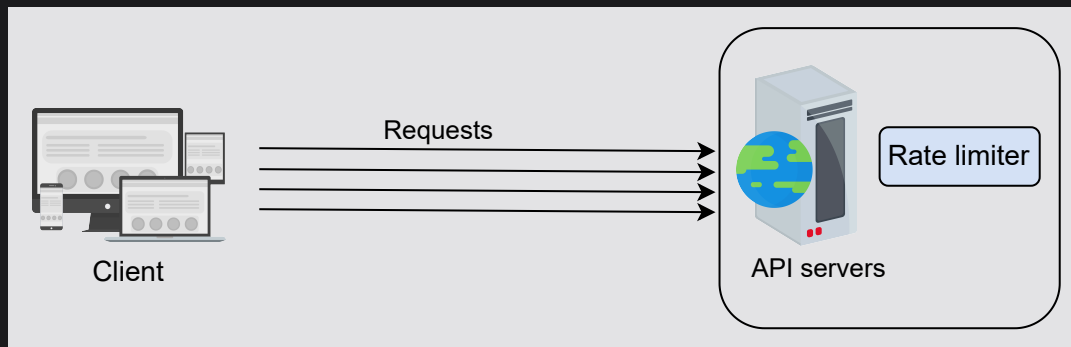 Requests
Rate limiter
Client
API servers